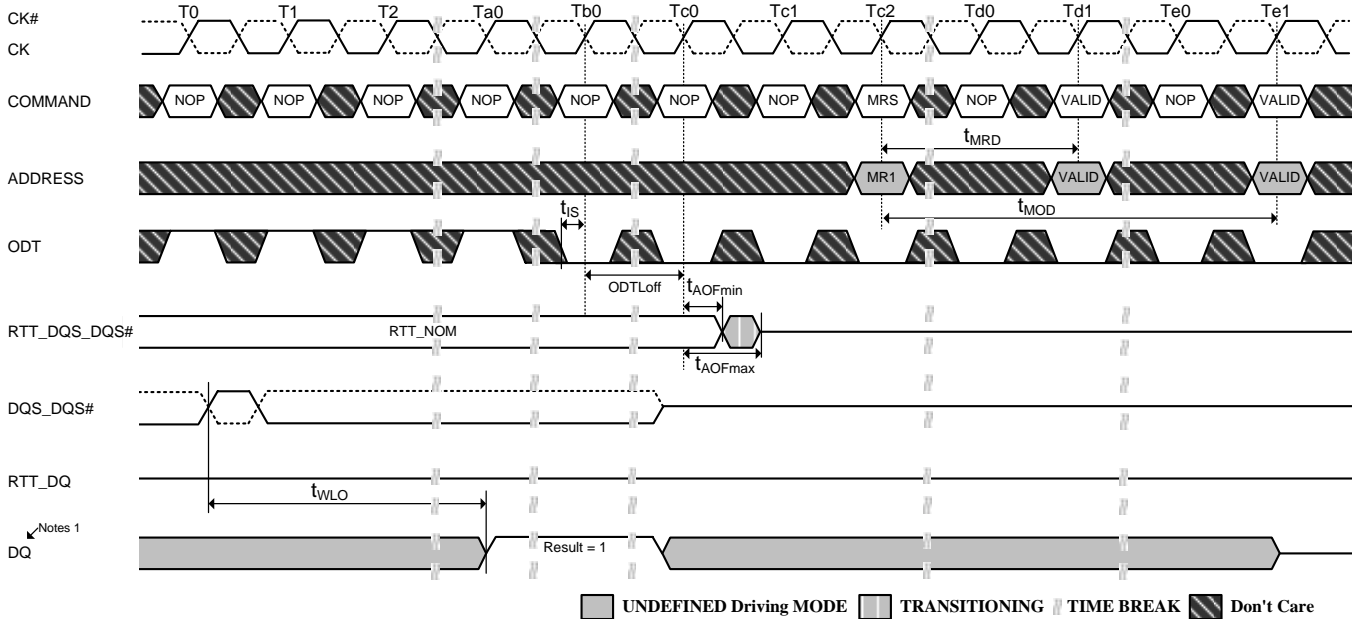 T0 T1 T2 Ta0 Tb0 Tc0 Tc1 Tc2 Td0 Td1 Te0 Te1
CK#
CK
COMMAND NOP NOP NOP NOP NOP NOP NOP MRS NOP VALID NOP VALID
tMRD
ADDRESS MR1 VALID VALID
tIS
tMOD
ODT
ODTLoff
tAOFmin
RTT_DQS_DQS# RTT_NOM
tAOFmax
DQS_DQS#
RTT_DQ
tWLO
Notes 1
DQ Result = 1
UNDEFINED Driving MODE TRANSITIONING TIME BREAK Don't Care